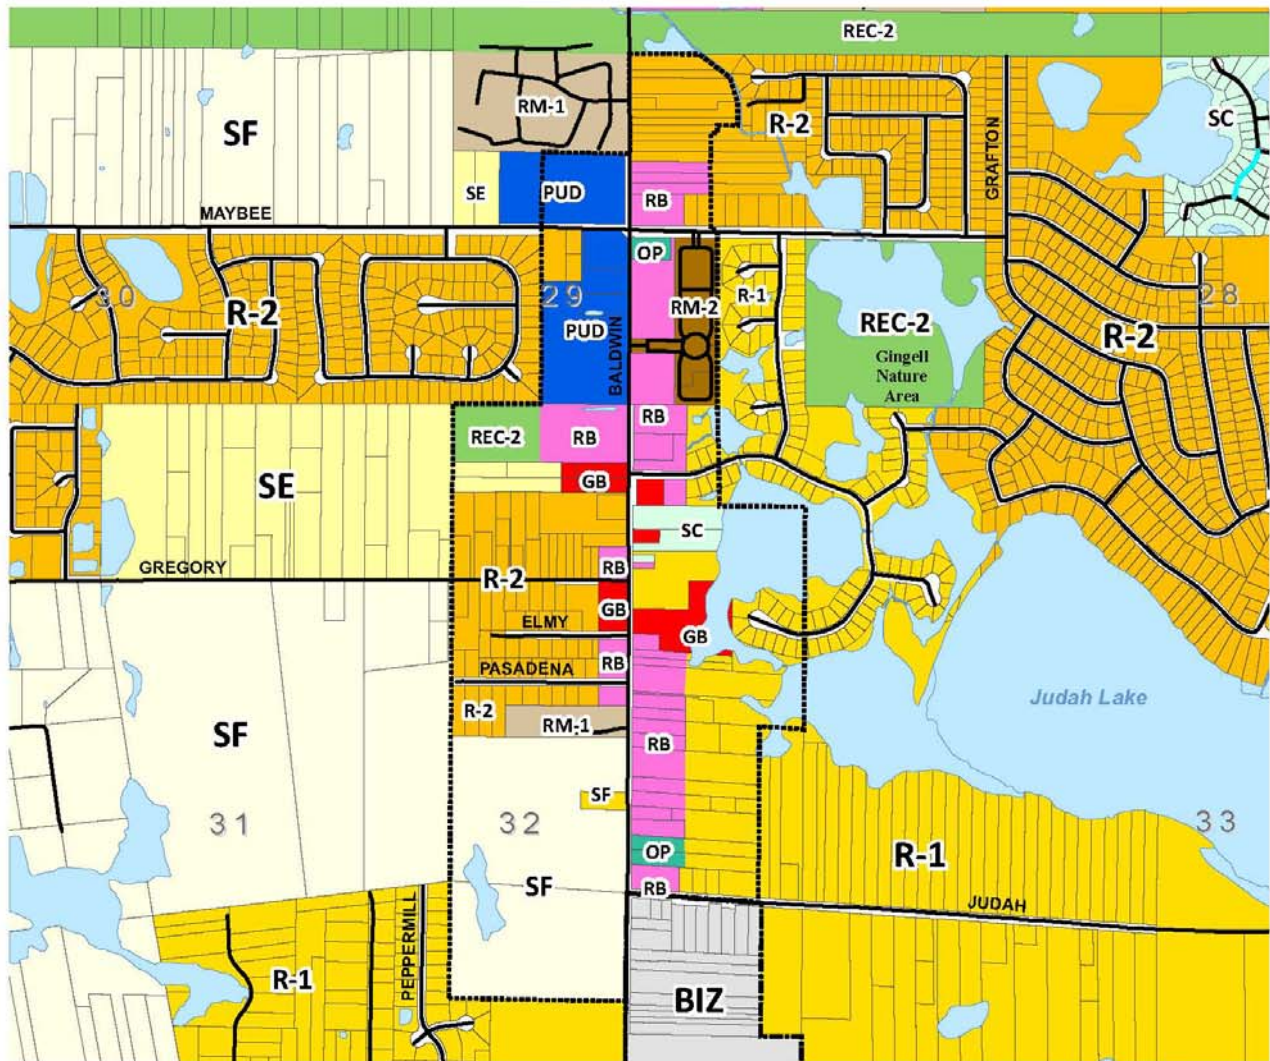 REC-2
RM-1
SC
R-2
SF
GRAFTON
SE
PUD
RB
MAYBEE
OP
30
29
R-1
28
RM-2
R-2
REC-2
R-2
PUD
Gingell
Nature
Area
BALDWIN
RB
REC-2
RB
GB
SE
SC
GREGORY
RB
R-2
GB
ELMY
GB
RB
PASADENA
Judah Lake
R-2
RM-1
SF
RB
SF
31
32
33
OP
R-1
SF
RB
JUDAH
PEPPERMILL
R-1
BIZ